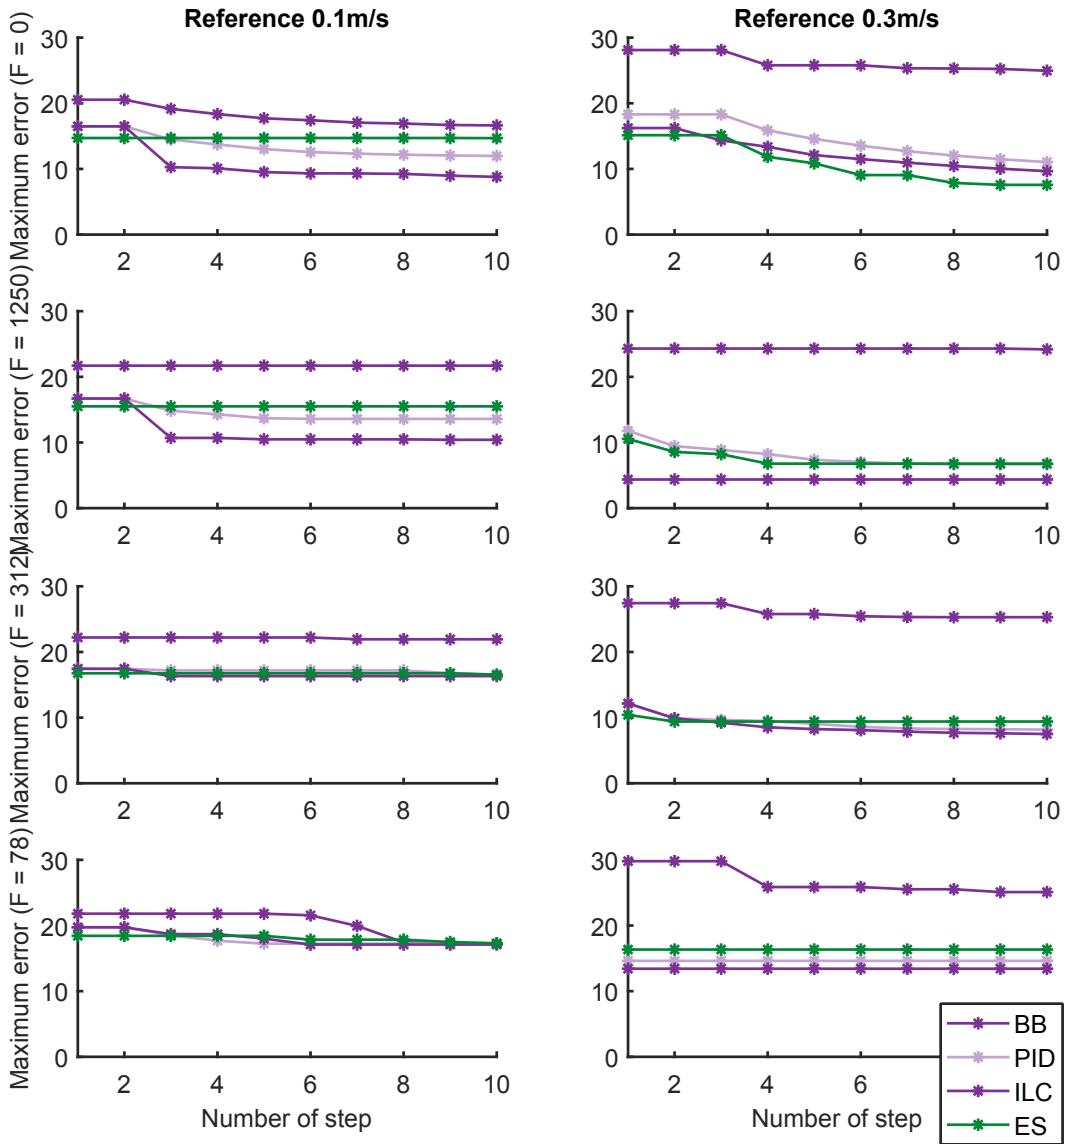 Reference 0.1m/s
Reference 0.3m/s
Maximum error (F = 0)
30
20
10
0
2 4 6 8 10
30
20
10
0
2 4 6 8 10
Maximum error (F = 1250)
30
20
10
0
2 4 6 8 10
30
20
10
0
2 4 6 8 10
Maximum error (F = 312)
30
20
10
0
2 4 6 8 10
30
20
10
0
2 4 6 8 10
Maximum error (F = 78)
30
20
10
0
2 4 6 8 10
Number of step
30
20
10
0
2 4 6 8
Number of step
BB
PID
ILC
ES